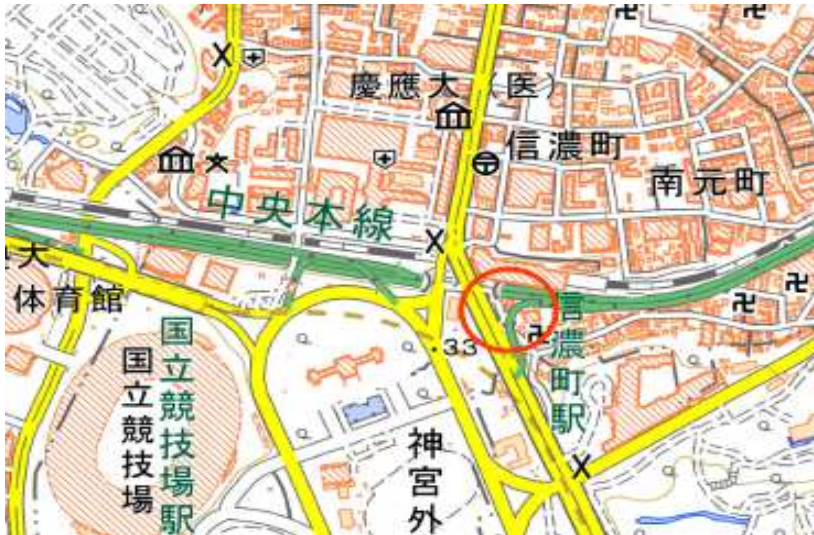 慶應大(医)
信濃町
南元町
中央本線
大
体育館
30
・33
信濃町駅
国立競技場
国立競技場駅
神宮外